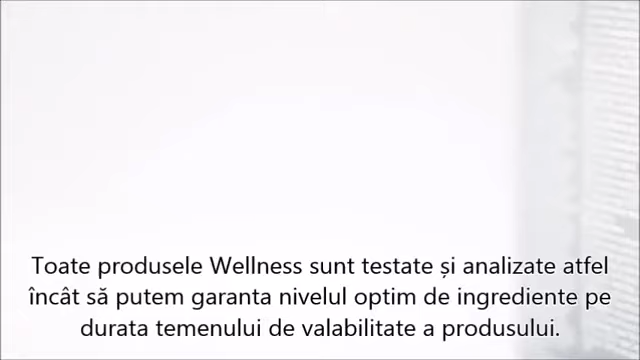 Toate produsele Wellness sunt testate și analizate atfel
încât să putem garanta nivelul optim de ingrediente pe
durata temenului de valabilitate a produsului.